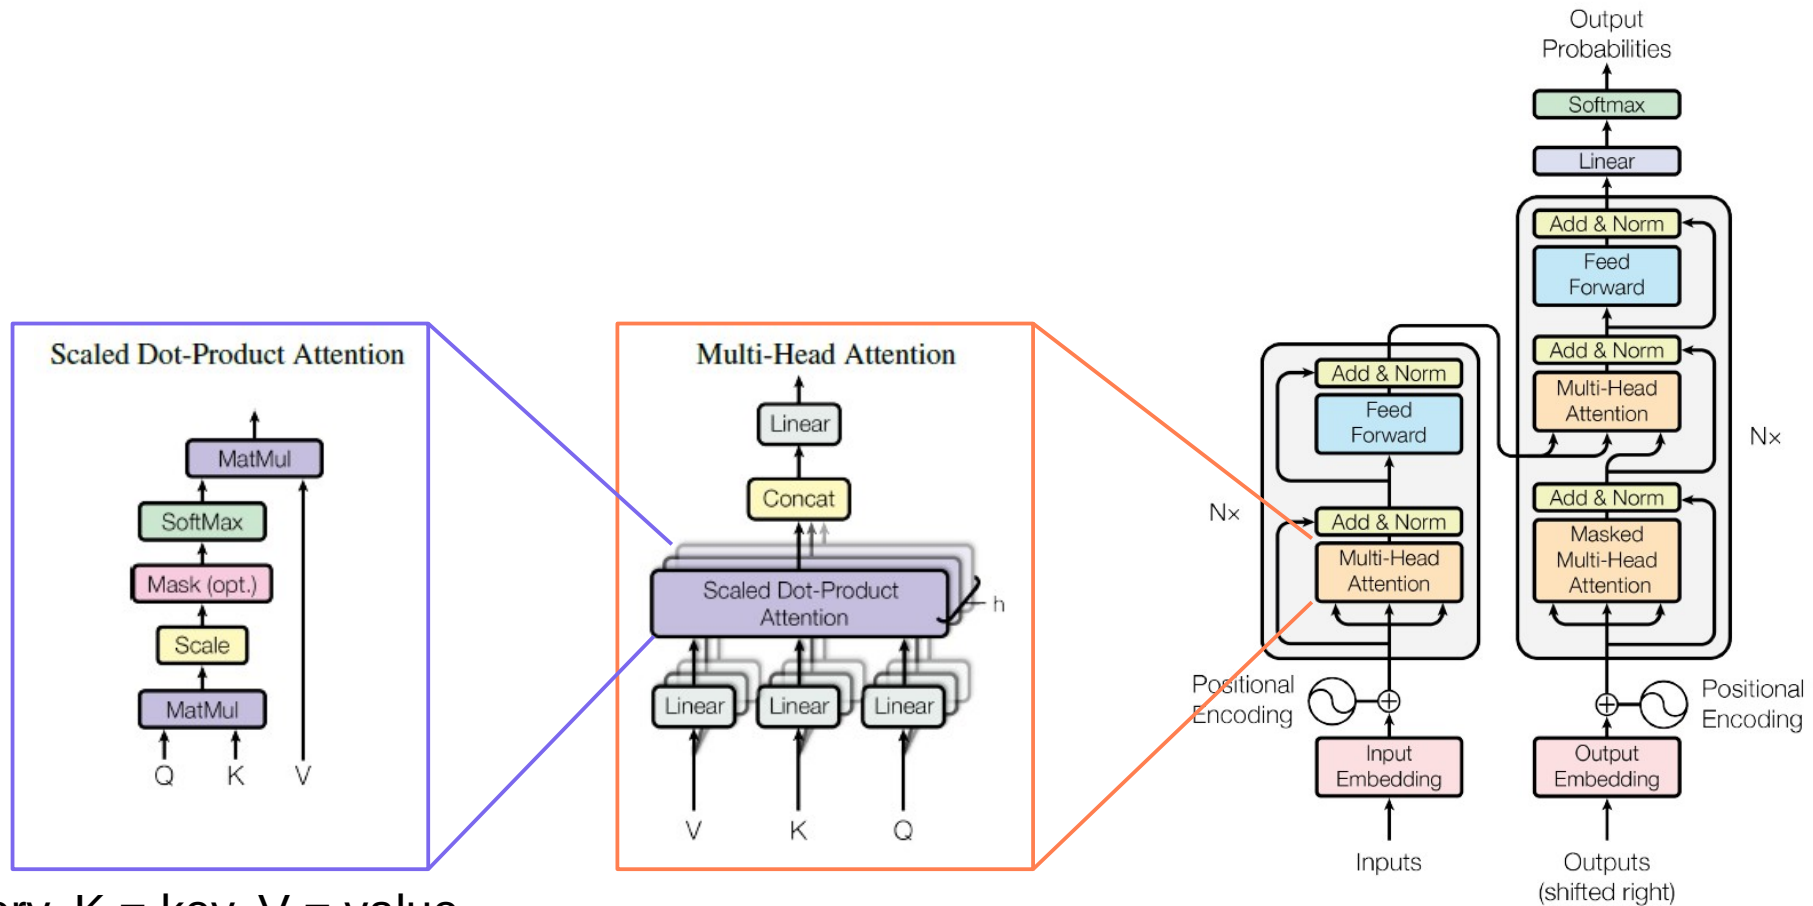 Scaled Dot-Product Attention
MatMul
SoftMax
Mask (opt.)
Scale
MatMul
Q
K
V
Multi-Head Attention
Linear
Concat
Scaled Dot-Product
Attention
h
Linear
Linear
Linear
V
K
Q
Output
Probabilities
Softmax
Linear
Add & Norm
Feed
Forward
Add & Norm
Multi-Head
Attention
Add & Norm
Masked
Multi-Head
Attention
N×
Positional
Encoding
Output
Embedding
Outputs
(shifted right)
Add & Norm
Feed
Forward
Add & Norm
Multi-Head
Attention
N×
Positional
Encoding
Input
Embedding
Inputs
K = key, V = value